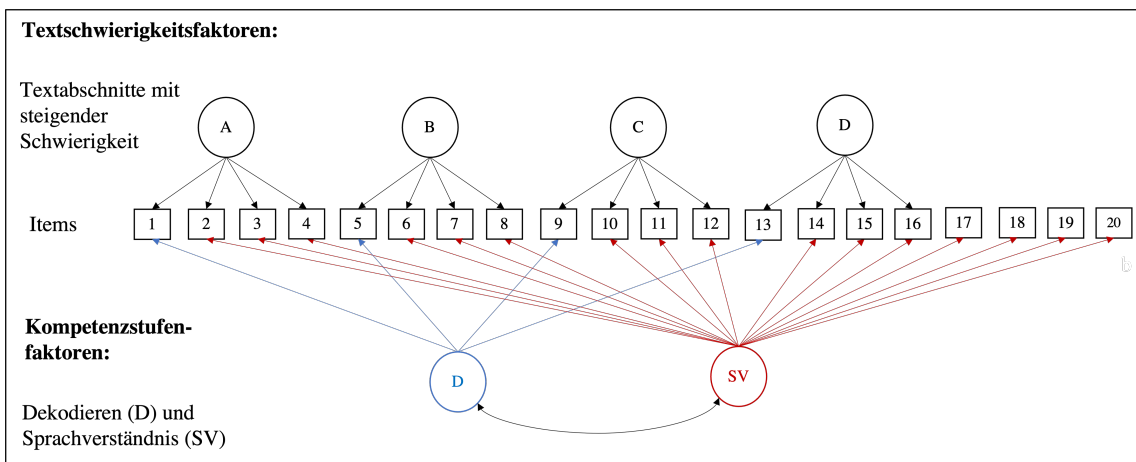 Textschwierigkeitsfaktoren:
Textabschnitte mit
steigender
Schwierigkeit
A B C D
Items
1 2 3 4 5 6 7 8 9 10 11 12 13 14 15 16 17 18 19 20
b
Kompetenzstufen-
faktoren:
D SV
Dekodieren (D) und
Sprachverständnis (SV)